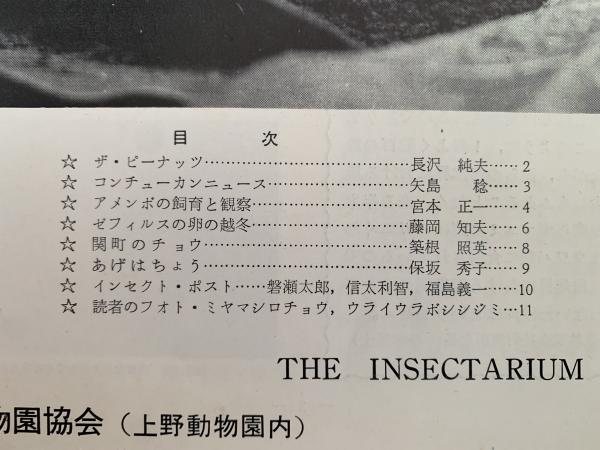 目次
☆ ザ・ピーナッツ……………………………長沢 純夫……2
☆ コンチューカンニュース…………………矢島 稔……3
☆ アメンボの飼育と観察……………………宮本 正一……4
☆ ゼフィルスの卵の越冬……………………藤岡 知夫……6
☆ 関町のチョウ………………………………築根 照英……8
☆ あげはちょう………………………………保坂 秀子……9
☆ インセクト・ポスト……磐瀬太郎，信太利智，福島義一……10
☆ 読者のフォト・ミヤマシロチョウ，ウライウラボシシジミ…11
THE INSECTARIUM
物園協会（上野動物園内）